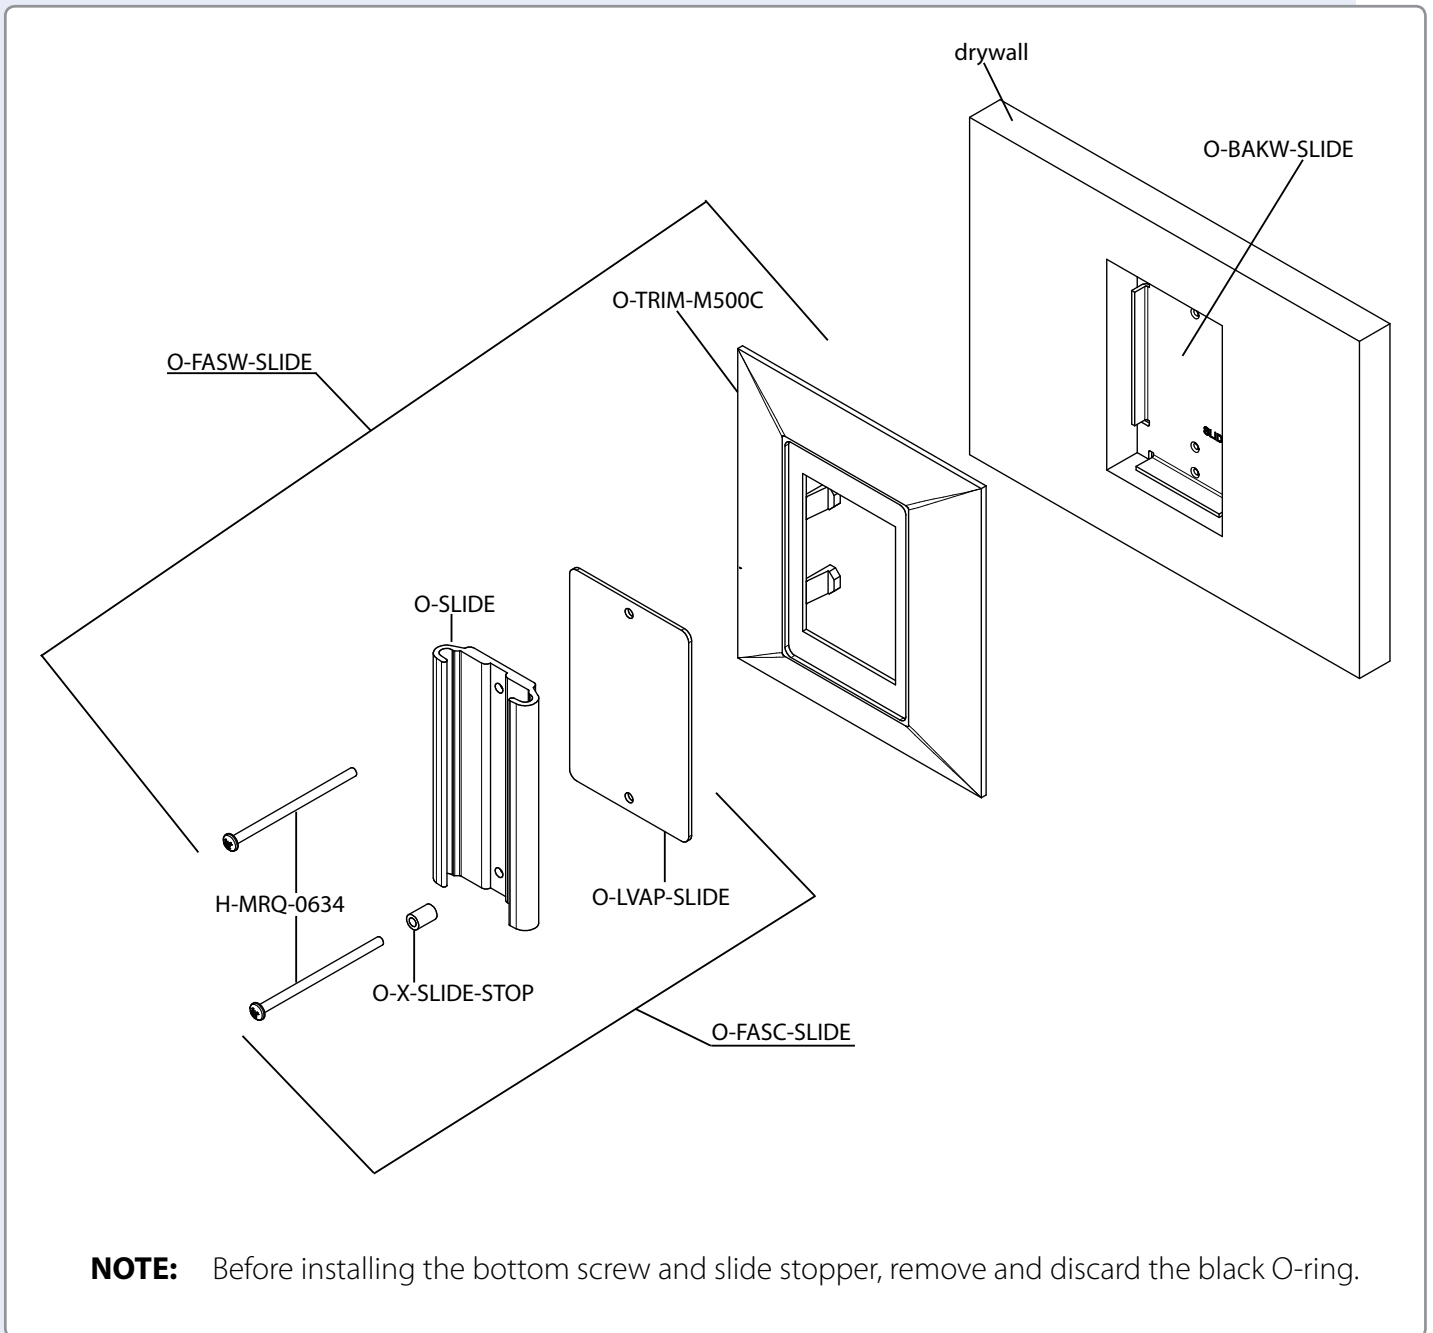 drywall
O-BAKW-SLIDE
O-TRIM-M500C
O-FASW-SLIDE
SLID
O-SLIDE
O-LVAP-SLIDE
H-MRQ-0634
O-X-SLIDE-STOP
O-FASC-SLIDE
NOTE: Before installing the bottom screw and slide stopper, remove and discard the black O-ring.